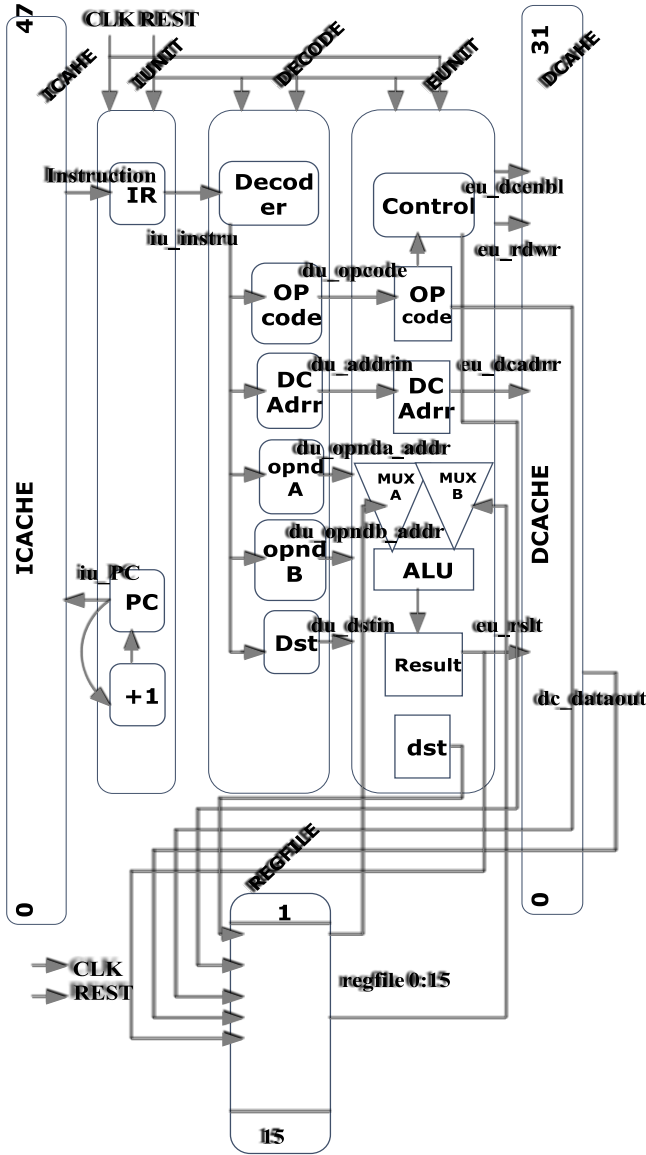 47
CLK REST
31
ICAHE
IUNIT
DECODE
EUNIT
DCAHE
Instruction
IR
iu_instru
Decod
er
Control
eu_dcenbl
eu_rdwr
du_opcode
OP
code
OP
code
du_addrin
DC
Adrr
DC
Adrr
eu_dcadrr
du_opnda_addr
opnd
A
MUX
A
MUX
B
ICACHE
DCACHE
du_opndb_addr
opnd
B
ALU
iu_PC
PC
du_dstin
Dst
eu_rslt
Result
+1
dc_dataout
dst
REGFILE
0
0
1
CLK
REST
regfile 0:15
15